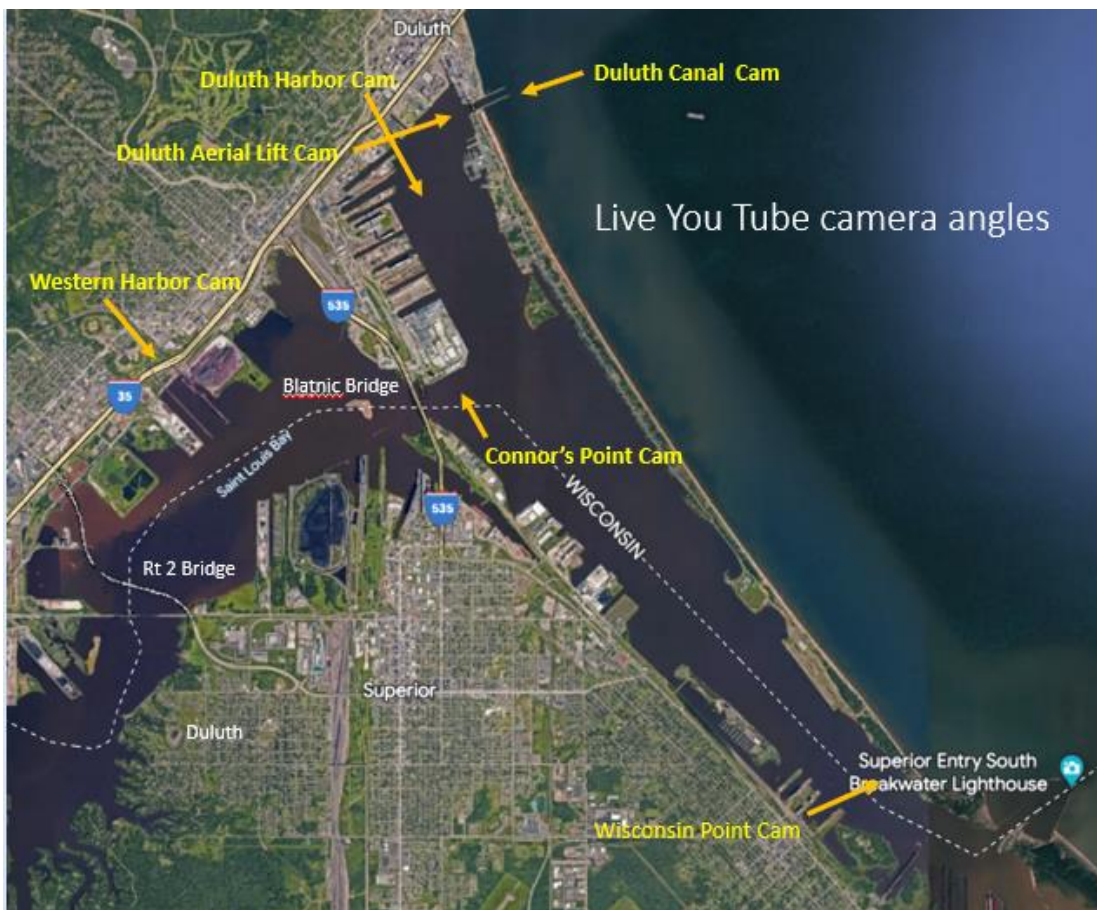 Duluth
Duluth Harbor Cam
Duluth Canal Cam
Duluth Aerial Lift Cam
Live You Tube camera angles
Western Harbor Cam
535
35
Blatnic Bridge
Saint Louis Bay
Connor's Point Cam
WISCONSIN
535
Rt 2 Bridge
Superior
Duluth
Superior Entry South
Breakwater Lighthouse
Wisconsin Point Cam